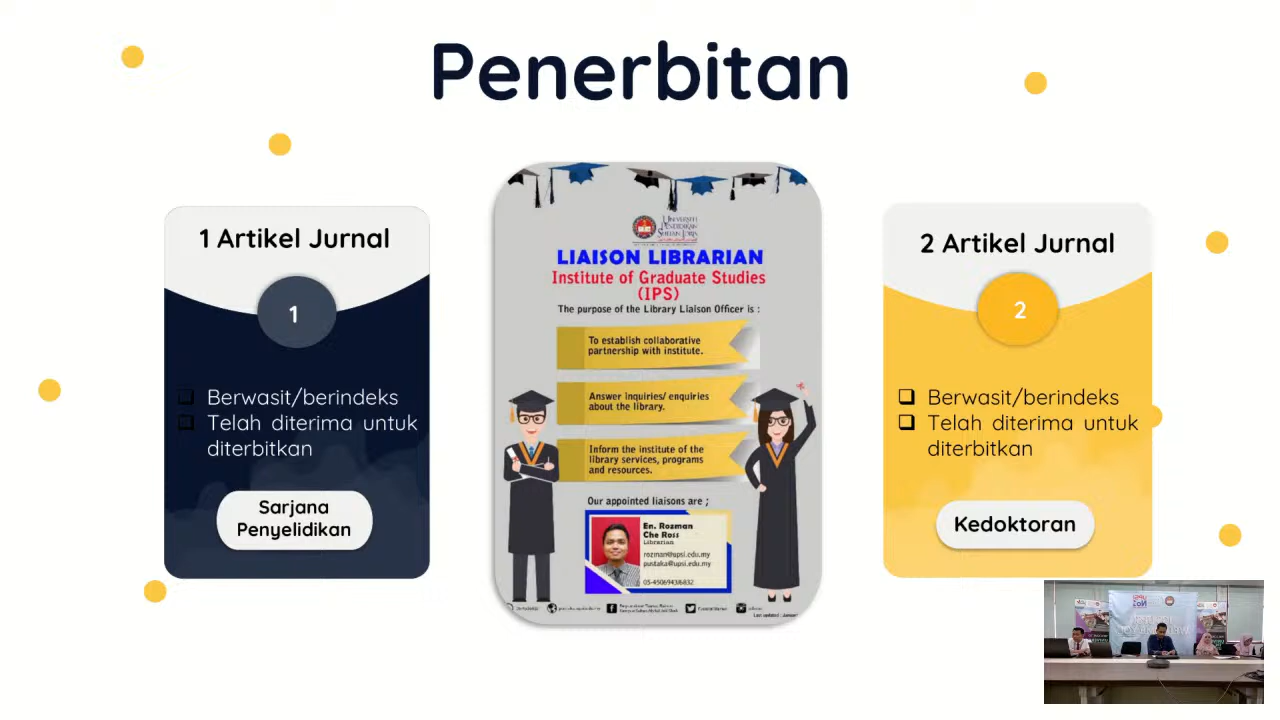 Penerbitan
1 Artikel Jurnal
1
❑ Berwasit/berindeks
❑ Telah diterima untuk
diterbitkan
Sarjana
Penyelidikan
UNIVERSITI
PENDIDIKAN
SULTAN IDRIS
LIAISON LIBRARIAN
Institute of Graduate Studies
(IPS)
The purpose of the Library Liaison Officer is :
To establish collaborative
partnership with institute.
Answer inquiries/ enquiries
about the library.
Inform the institute of the
library services, programs
and resources.
Our appointed liaisons are ;
En. Rozman
Che Ross
Librarian
rozman@upsi.edu.my
pustaka@upsi.edu.my
2 Artikel Jurnal
2
❑ Berwasit/berindeks
❑ Telah diterima untuk
diterbitkan
Kedoktoran